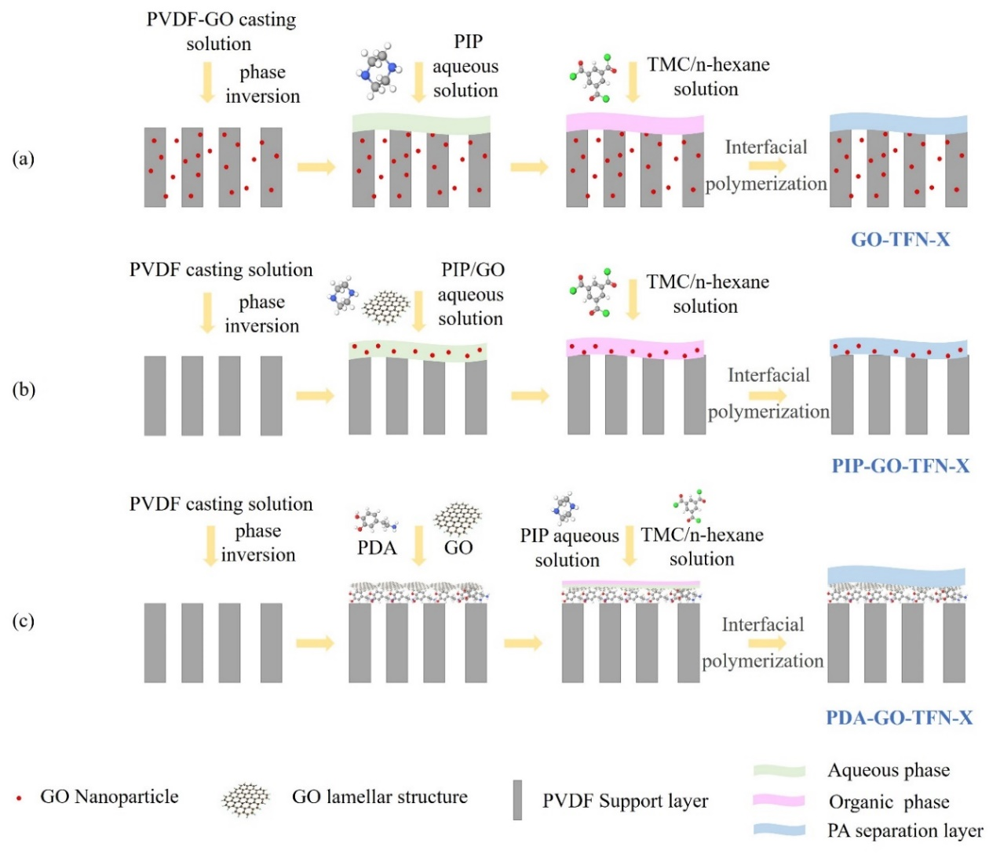 PVDF-GO casting
solution
phase
inversion
PIP
aqueous
solution
TMC/n-hexane
solution
(a)
Interfacial
polymerization
GO-TFN-X
PVDF casting solution
phase
inversion
PIP/GO
aqueous
solution
TMC/n-hexane
solution
(b)
Interfacial
polymerization
PIP-GO-TFN-X
PVDF casting solution
phase
inversion
PDA
GO
PIP aqueous
solution
TMC/n-hexane
solution
(c)
Interfacial
polymerization
PDA-GO-TFN-X
GO Nanoparticle
GO lamellar structure
PVDF Support layer
Aqueous phase
Organic phase
PA separation layer